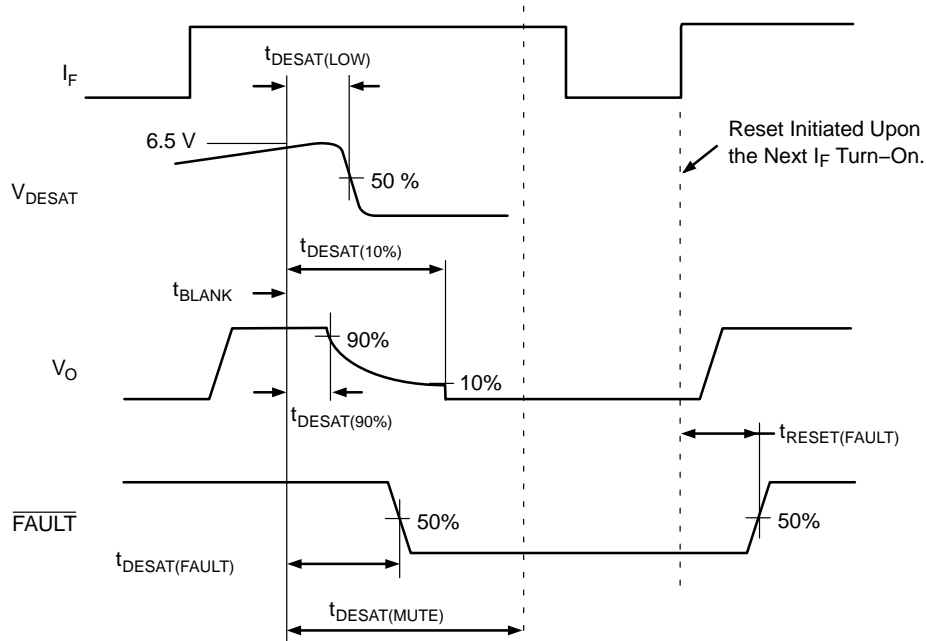 t_DESAT(LOW)
I_F
6.5 V
Reset Initiated Upon
the Next I_F Turn−On.
50 %
V_DESAT
t_DESAT(10%)
t_BLANK
90%
V_O
10%
t_DESAT(90%)
t_RESET(FAULT)
FAULT
50%
50%
t_DESAT(FAULT)
t_DESAT(MUTE)